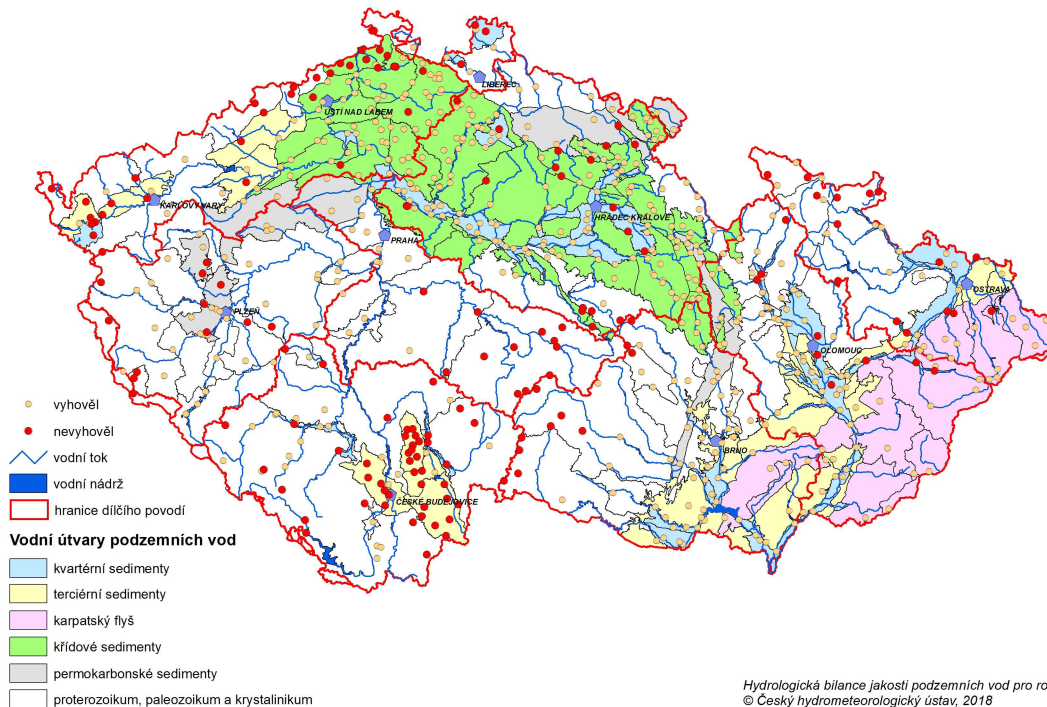 LIBEREC
ÚSTÍ NAD LABEM
KARLOVY VARY
HRADEC KRÁLOVÉ
PRAHA
OSTRAVA
PLZEŇ
OLOMOUC
BRNO
ČESKÉ BUDĚJOVICE
vyhověl
nevyhověl
vodní tok
vodní nádrž
hranice dílčího povodí
Vodní útvary podzemních vod
kvartérní sedimenty
terciérní sedimenty
karpatský flyš
křídové sedimenty
permokarbonské sedimenty
proterozoikum, paleozoikum a krystalinikum
Hydrologická bilance jakosti podzemních vod pro ro
© Český hydrometeorologický ústav, 2018